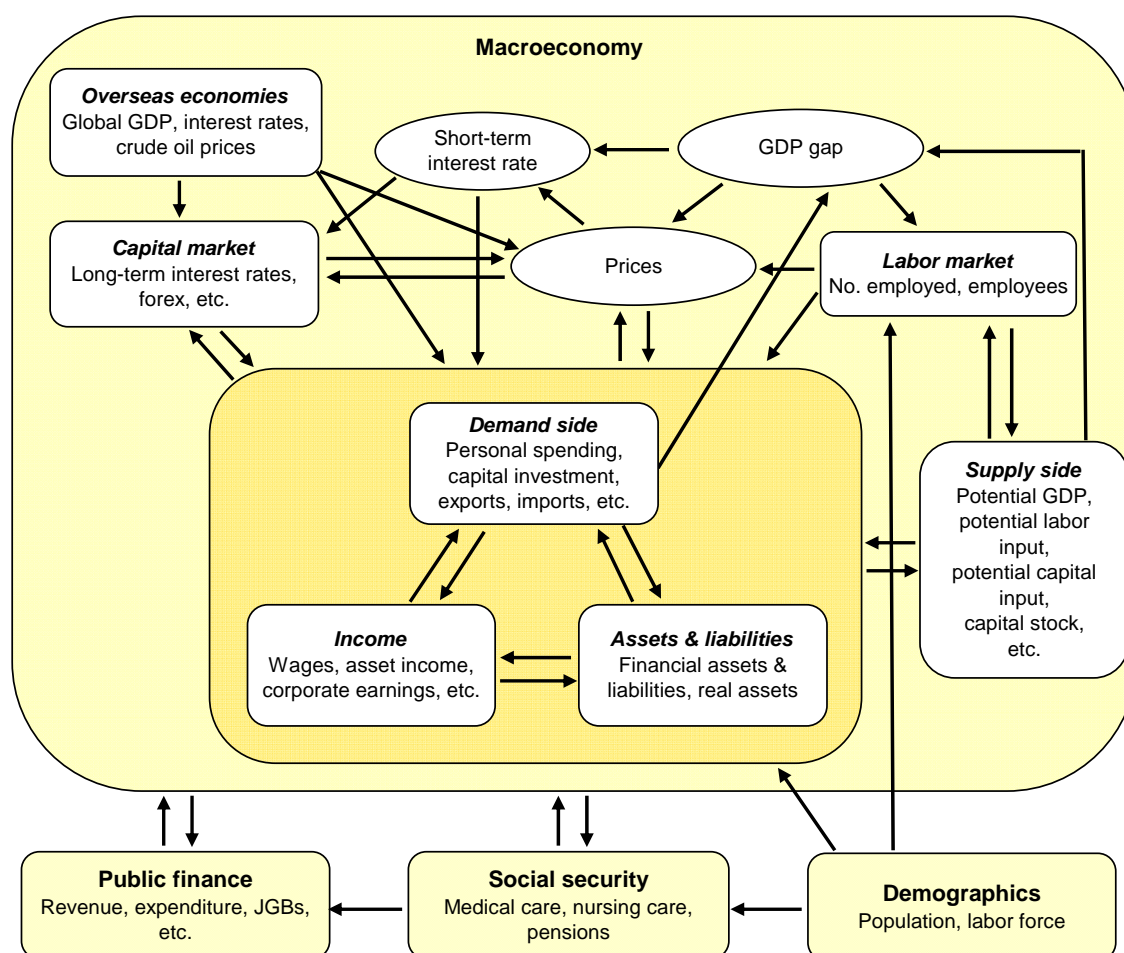 Macroeconomy
Overseas economies
Global GDP, interest rates,
crude oil prices
Short-term
interest rate
GDP gap
Capital market
Long-term interest rates,
forex, etc.
Prices
Labor market
No. employed, employees
Demand side
Personal spending,
capital investment,
exports, imports, etc.
Supply side
Potential GDP,
potential labor
input,
potential capital
input,
capital stock,
etc.
Income
Wages, asset income,
corporate earnings, etc.
Assets & liabilities
Financial assets &
liabilities, real assets
Public finance
Revenue, expenditure, JGBs,
etc.
Social security
Medical care, nursing care,
pensions
Demographics
Population, labor force